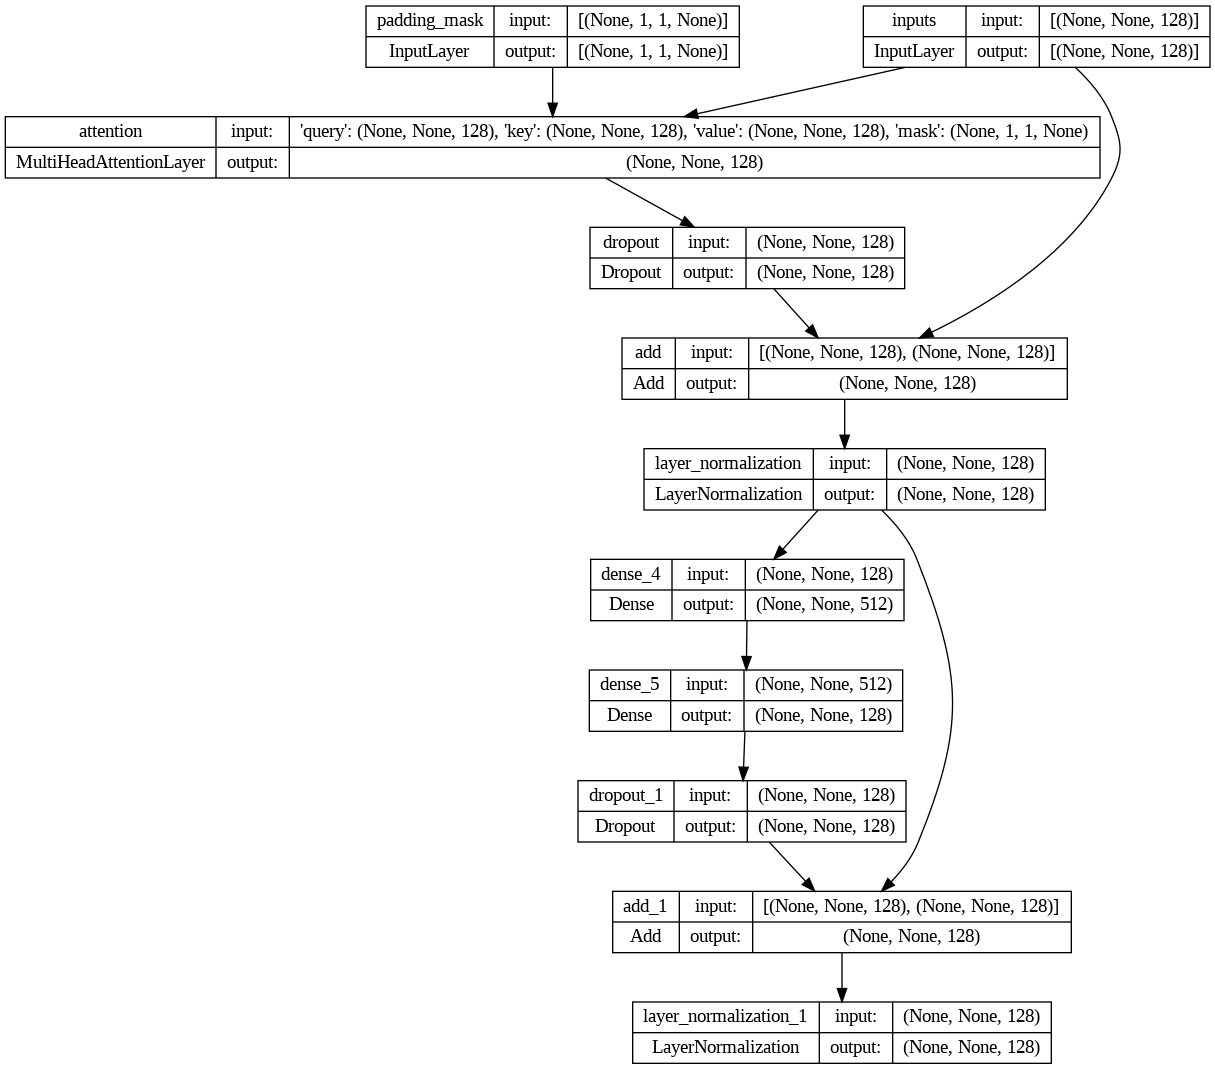 padding_mask input: [(None, 1, 1, None)]
InputLayer output: [(None, 1, 1, None)]
inputs input: [(None, None, 128)]
InputLayer output: [(None, None, 128)]
attention input: 'query': (None, None, 128), 'key': (None, None, 128), 'value': (None, None, 128), 'mask': (None, 1, 1, None)
MultiHeadAttentionLayer output: (None, None, 128)
dropout input: (None, None, 128)
Dropout output: (None, None, 128)
add input: [(None, None, 128), (None, None, 128)]
Add output: (None, None, 128)
layer_normalization input: (None, None, 128)
LayerNormalization output: (None, None, 128)
dense_4 input: (None, None, 128)
Dense output: (None, None, 512)
dense_5 input: (None, None, 512)
Dense output: (None, None, 128)
dropout_1 input: (None, None, 128)
Dropout output: (None, None, 128)
add_1 input: [(None, None, 128), (None, None, 128)]
Add output: (None, None, 128)
layer_normalization_1 input: (None, None, 128)
LayerNormalization output: (None, None, 128)